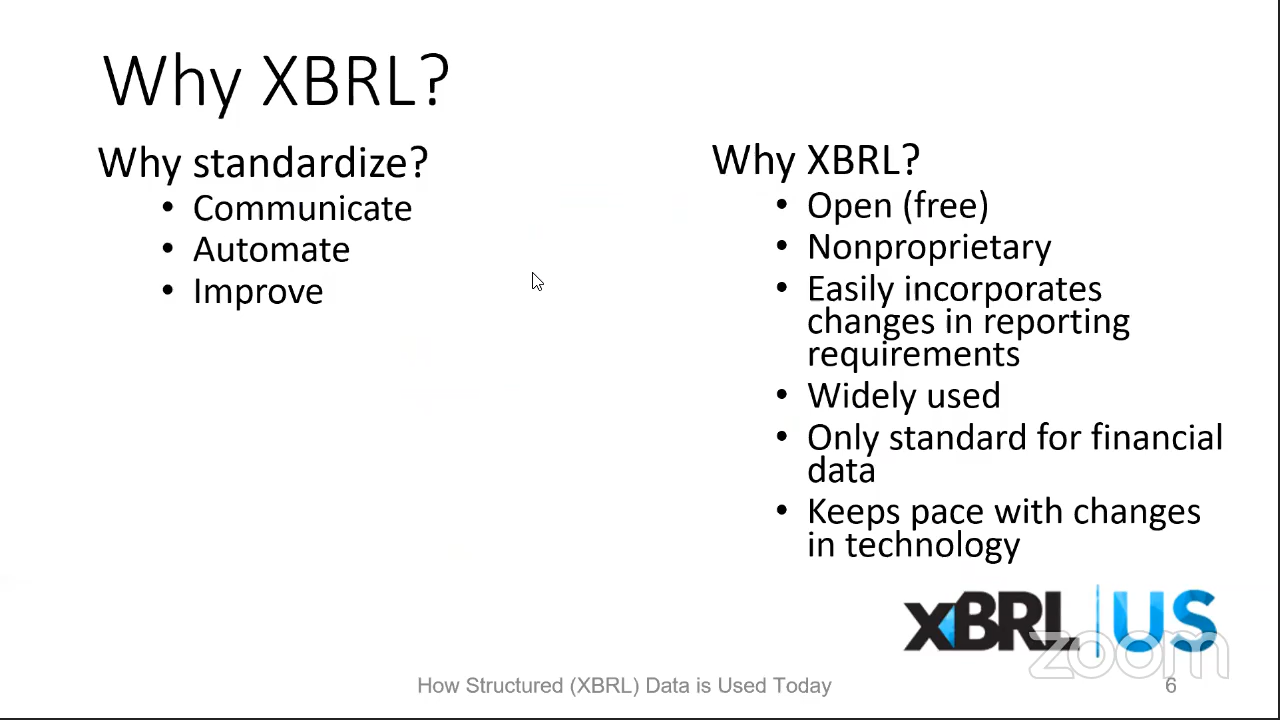 Why XBRL?
Why standardize?
• Communicate
• Automate
• Improve
Why XBRL?
• Open (free)
• Nonproprietary
• Easily incorporates
changes in reporting
requirements
• Widely used
• Only standard for financial
data
• Keeps pace with changes
in technology
XBRL|US
zoom
How Structured (XBRL) Data is Used Today
6